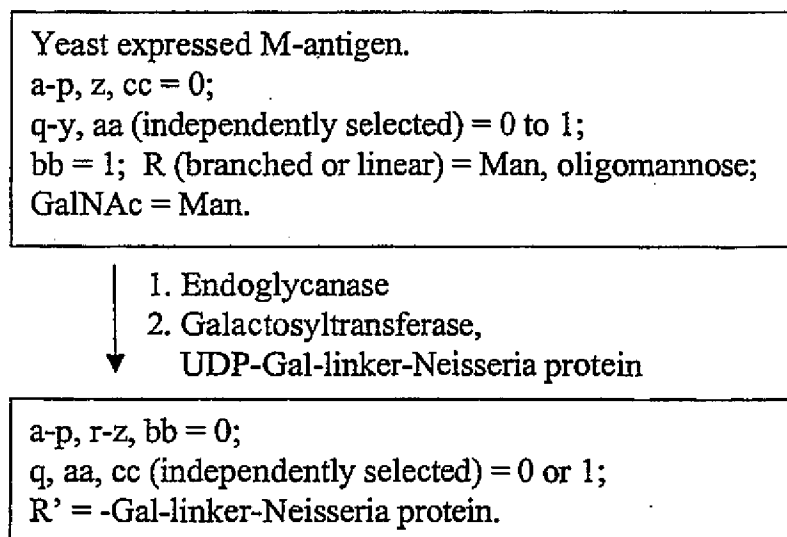 Yeast expressed M-antigen.
a-p, z, cc = 0;
q-y, aa (independently selected) = 0 to 1;
bb = 1; R (branched or linear) = Man, oligomannose;
GalNAc = Man.
1. Endoglycanase
2. Galactosyltransferase,
UDP-Gal-linker-Neisseria protein
a-p, r-z, bb = 0;
q, aa, cc (independently selected) = 0 or 1;
R’ = -Gal-linker-Neisseria protein.